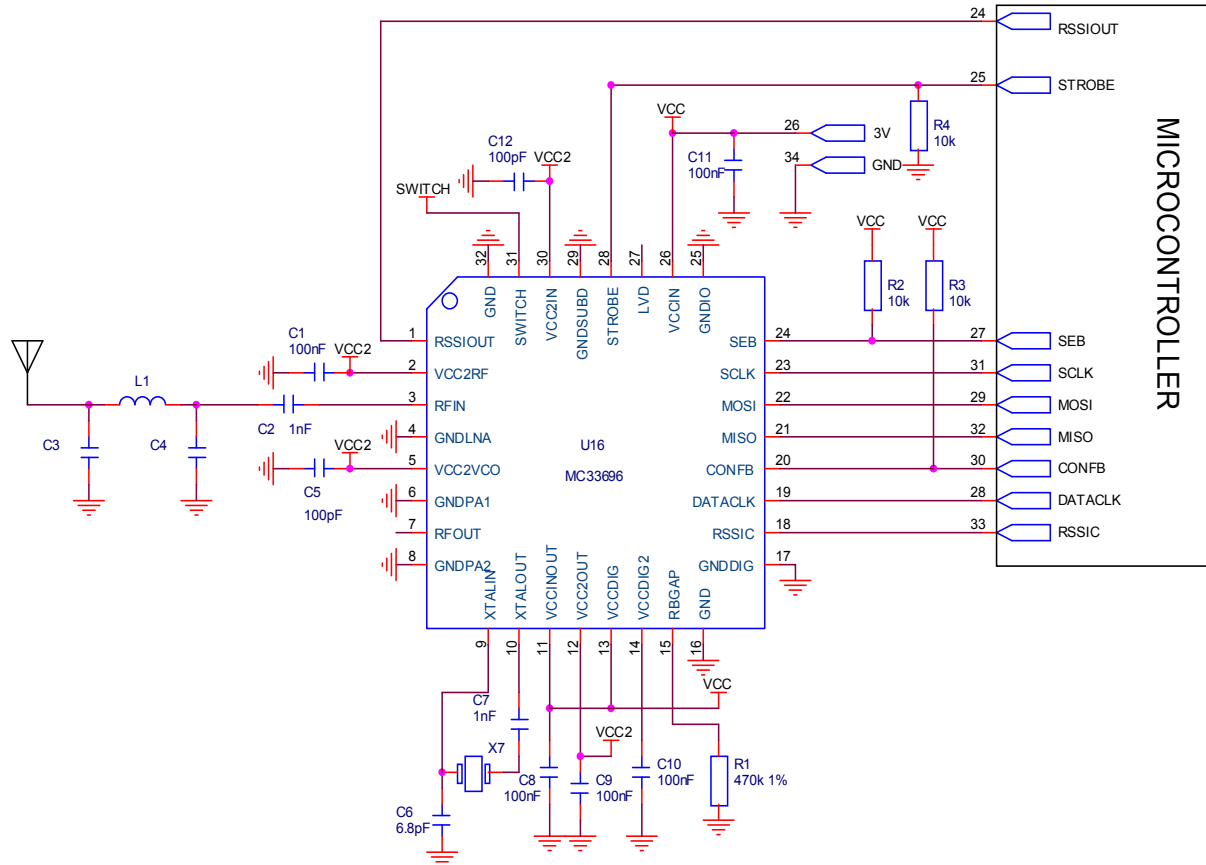 24
RSSIOUT
25
STROBE
MICROCONTROLLER
R4
10k
VCC
26
3V
34
GND
C11
100nF
C12
100pF
VCC2
SWITCH
32
31
30
29
28
27
26
25
GND
SWITCH
VCC2IN
GNDSUBD
STROBE
LVD
VCCIN
GNDIO
VCC
VCC
R2
10k
R3
10k
C1
100nF
VCC2
1
RSSIOUT
SEB
24
27
SEB
2
VCC2RF
SCLK
23
31
SCLK
L1
C2
1nF
3
RFIN
MOSI
22
29
MOSI
C3
C4
4
GNDLNA
U16
MISO
21
32
MISO
VCC2
5
VCC2VCO
MC33696
CONFB
20
30
CONFB
C5
100pF
6
GNDPA1
DATACLK
19
28
DATACLK
7
RFOUT
RSSIC
18
33
RSSIC
8
GNDPA2
GNDDIG
17
XTALIN
XTALOUT
VCCINOUT
VCC2OUT
VCCDIG
VCCDIG2
RBGAP
GND
9
10
11
12
13
14
15
16
VCC
C7
1nF
VCC2
X7
C8
100nF
C9
100nF
C10
100nF
R1
470k 1%
C6
6.8pF